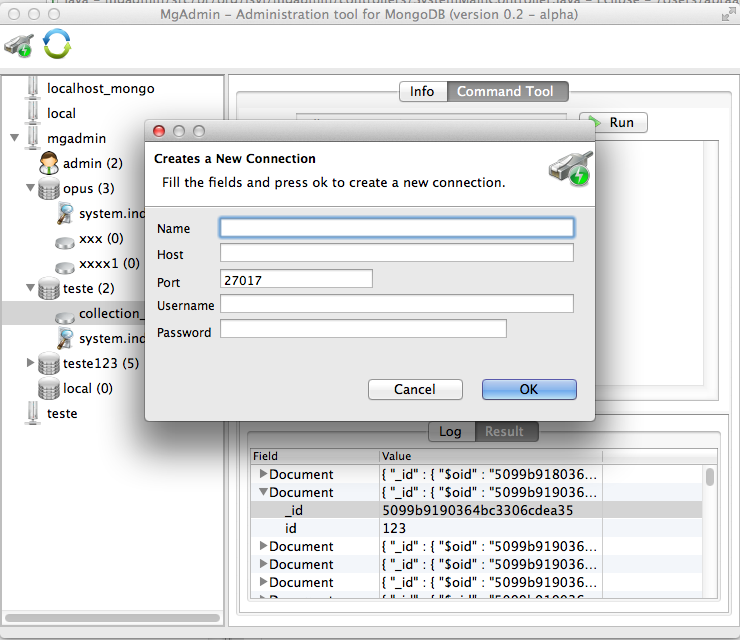 MgAdmin – Administration tool for MongoDB (version 0.2 – alpha)
localhost_mongo
local
mgadmin
admin (2)
opus (3)
system.ind
xxx (0)
xxxx1 (0)
teste (2)
collection_
system.ind
teste123 (5)
local (0)
teste
Info
Command Tool
Run
Creates a New Connection
Fill the fields and press ok to create a new connection.
Name
Host
Port
27017
Username
Password
Cancel
OK
Log
Result
Field Value
Document { "_id" : { "$oid" : "5099b918036...
Document { "_id" : { "$oid" : "5099b919036...
_id 5099b9190364bc3306cdea35
id 123
Document { "_id" : { "$oid" : "5099b919036...
Document { "_id" : { "$oid" : "5099b919036...
Document { "_id" : { "$oid" : "5099b919036...
Document { "_id" : { "$oid" : "5099b919036...